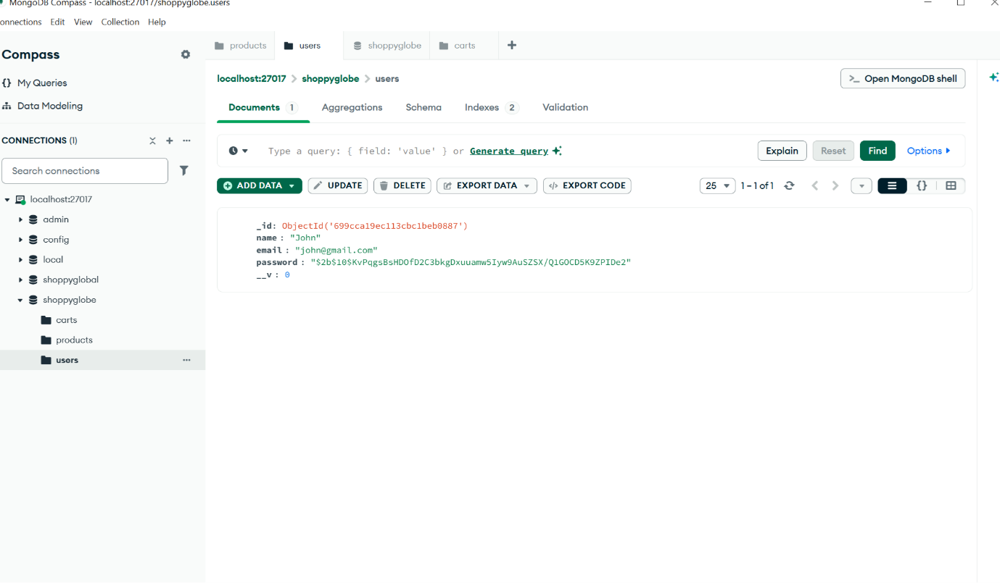 MongoDB Compass - localhost:27017/shoppyglobe.users
onnections Edit View Collection Help
Compass
{} My Queries
Data Modeling
CONNECTIONS (1)
Search connections
localhost:27017
admin
config
local
shoppyglobal
shoppyglobe
carts
products
users
products users shoppyglobe carts
localhost:27017 > shoppyglobe > users
>_ Open MongoDB shell
Documents 1 Aggregations Schema Indexes 2 Validation
Type a query: { field: 'value' } or Generate query
Explain Reset Find Options
ADD DATA UPDATE DELETE EXPORT DATA EXPORT CODE
25 1 – 1 of 1
_id: ObjectId('699cca19ec113cbc1beb0887')
name : "John"
email : "john@gmail.com"
password : "$2b$10$KvPqgsBsHDOfD2C3bkgDxuuamw5Iyw9AuSZSX/Q1GOCD5K9ZPIDe2"
__v : 0